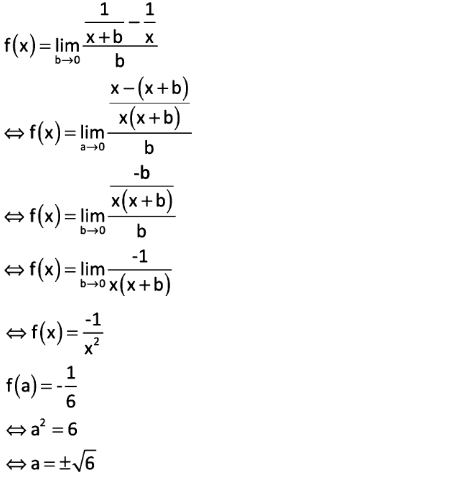 f(x) = lim_{b→0} (1/(x+b) - 1/x)/b
⇔ f(x) = lim_{a→0} ((x-(x+b))/(x(x+b)))/b
⇔ f(x) = lim_{b→0} (-b/(x(x+b)))/b
⇔ f(x) = lim_{b→0} -1/(x(x+b))
⇔ f(x) = -1/x²
f(a) = -1/6
⇔ a² = 6
⇔ a = ±√6